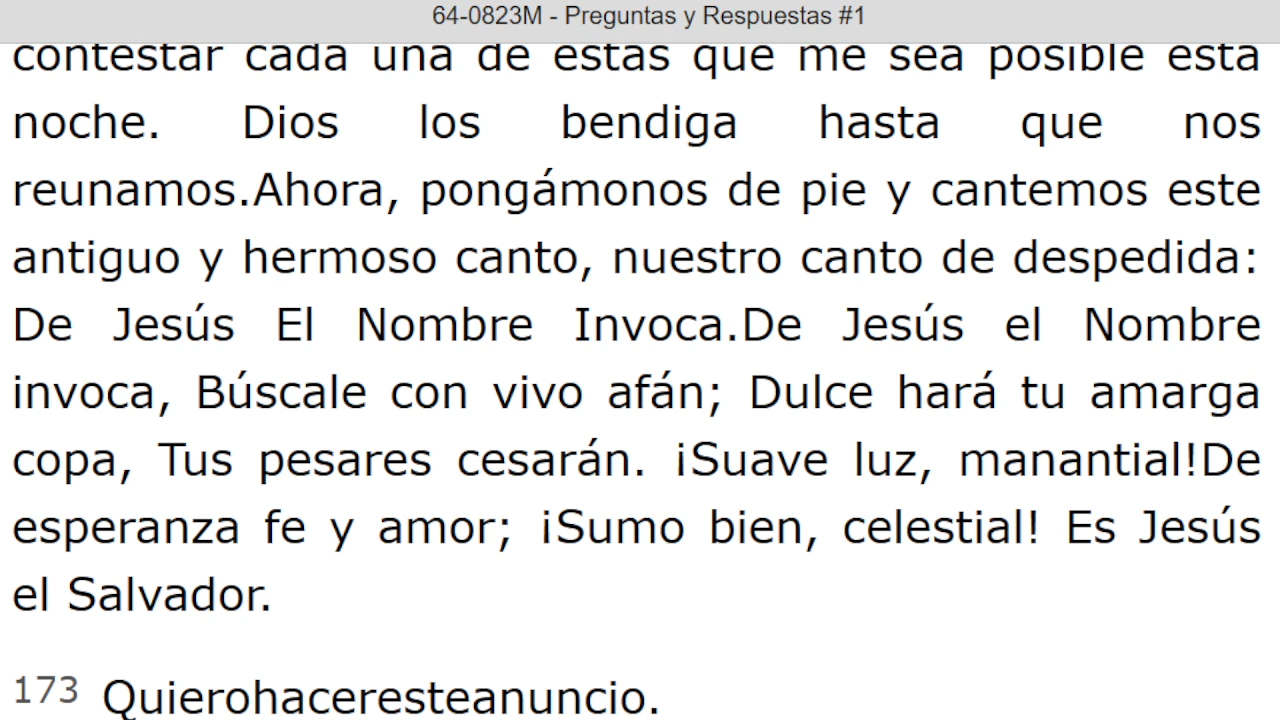 64-0823M - Preguntas y Respuestas #1
contestar cada una de estas que me sea posible esta
noche. Dios los bendiga hasta que nos
reunamos.Ahora, pongámonos de pie y cantemos este
antiguo y hermoso canto, nuestro canto de despedida:
De Jesús El Nombre Invoca.De Jesús el Nombre
invoca, Búscale con vivo afán; Dulce hará tu amarga
copa, Tus pesares cesarán. ¡Suave luz, manantial!De
esperanza fe y amor; ¡Sumo bien, celestial! Es Jesús
el Salvador.
173 Quierohaceresteanuncio.